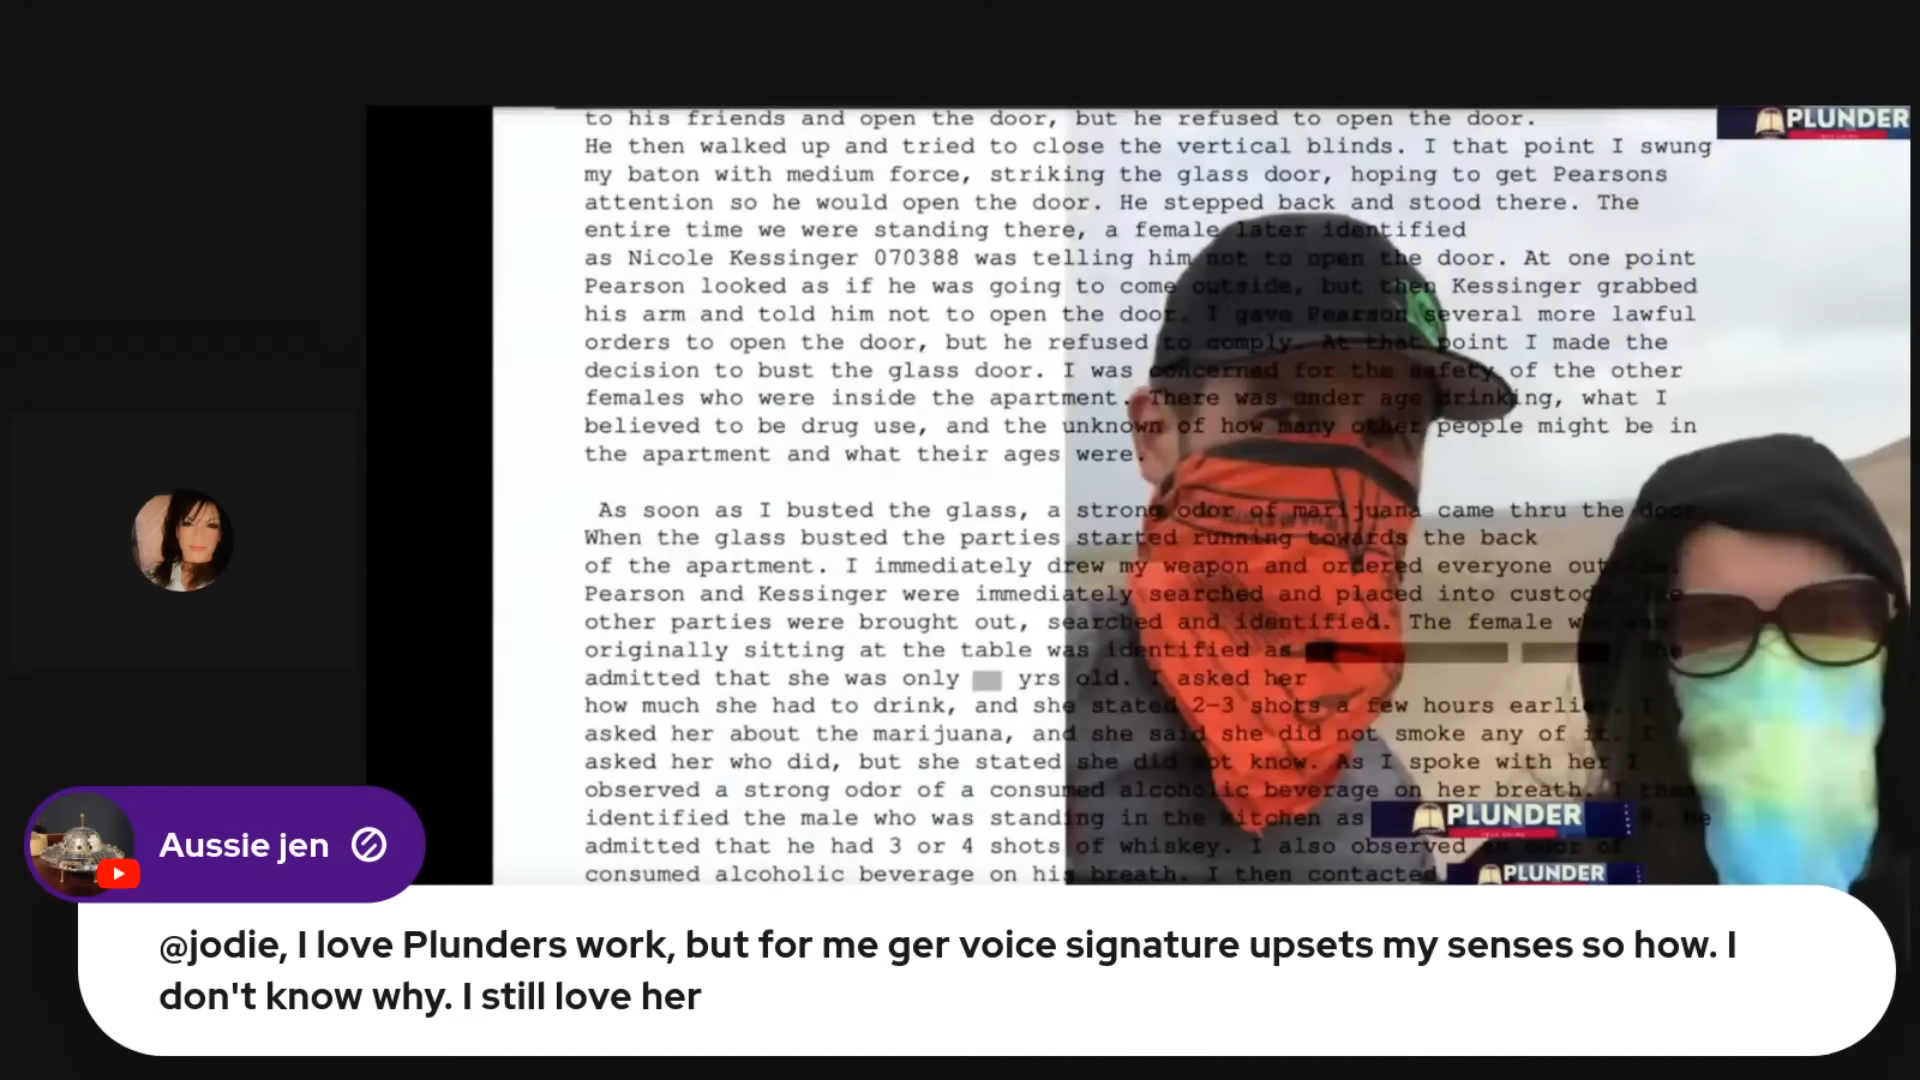 to his friends and open the door, but he refused to open the door.
PLUNDER
He then walked up and tried to close the vertical blinds. I that point I swung
my baton with medium force, striking the glass door, hoping to get Pearsons
attention so he would open the door. He stepped back and stood there. The
entire time we were standing there, a female later identified
as Nicole Kessinger 070388 was telling him not to open the door. At one point
Pearson looked as if he was going to come outside, but then Kessinger grabbed
his arm and told him not to open the door. I gave Pearson several more lawful
orders to open the door, but he refused to comply. At that point I made the
decision to bust the glass door. I was concerned for the safety of the other
females who were inside the apartment. There was under age drinking, what I
believed to be drug use, and the unknown of how many other people might be in
the apartment and what their ages were.
As soon as I busted the glass, a strong odor of marijuana came thru the door.
When the glass busted the parties started running towards the back
of the apartment. I immediately drew my weapon and ordered everyone
Pearson and Kessinger were immediately searched and placed into custody. The
other parties were brought out, searched and identified. The female who was
originally sitting at the table was identified as She
admitted that she was only yrs old. I asked her
how much she had to drink, and she stated 2-3 shots a few hours earlier. I
asked her about the marijuana, and she said she did not smoke any of it. I
asked her who did, but she stated she did not know. As I spoke with her I
observed a strong odor of a consumed alcoholic beverage on her breath. I then
identified the male who was standing in the kitchen as He
PLUNDER
admitted that he had 3 or 4 shots of whiskey. I also observed an odor of
consumed alcoholic beverage on his breath. I then contacted
PLUNDER
Aussie jen
@jodie, I love Plunders work, but for me ger voice signature upsets my senses so how. I
don't know why. I still love her